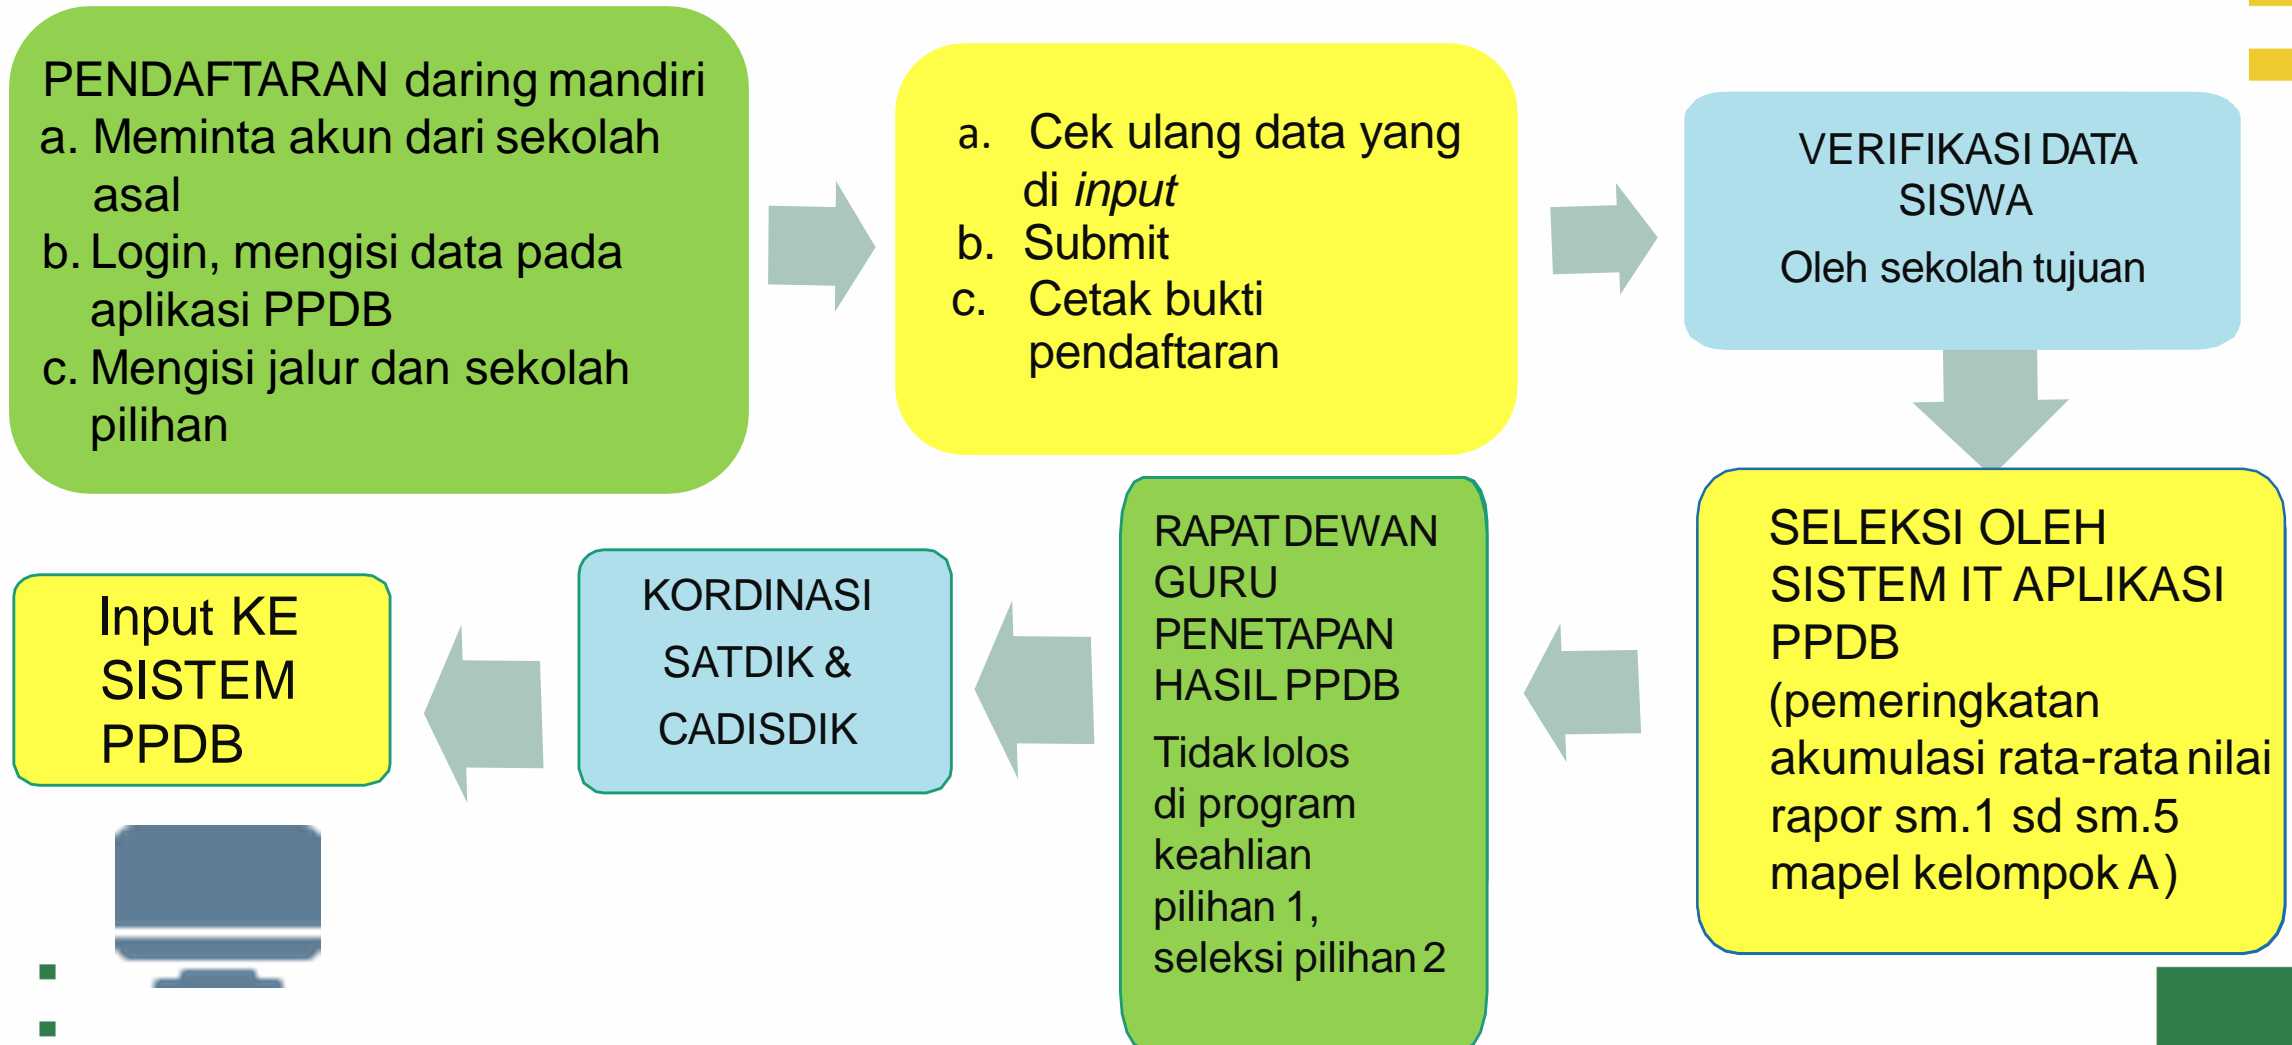 PENDAFTARAN daring mandiri
a. Meminta akun dari sekolah
asal
b. Login, mengisi data pada
aplikasi PPDB
c. Mengisi jalur dan sekolah
pilihan
a. Cek ulang data yang
di input
b. Submit
c. Cetak bukti
pendaftaran
VERIFIKASI DATA
SISWA
Oleh sekolah tujuan
SELEKSI OLEH
SISTEM IT APLIKASI
PPDB
(pemeringkatan
akumulasi rata-rata nilai
rapor sm.1 sd sm.5
mapel kelompok A)
RAPAT DEWAN
GURU
PENETAPAN
HASIL PPDB
Tidak lolos
di program
keahlian
pilihan 1,
seleksi pilihan 2
KORDINASI
SATDIK &
CADISDIK
Input KE
SISTEM
PPDB